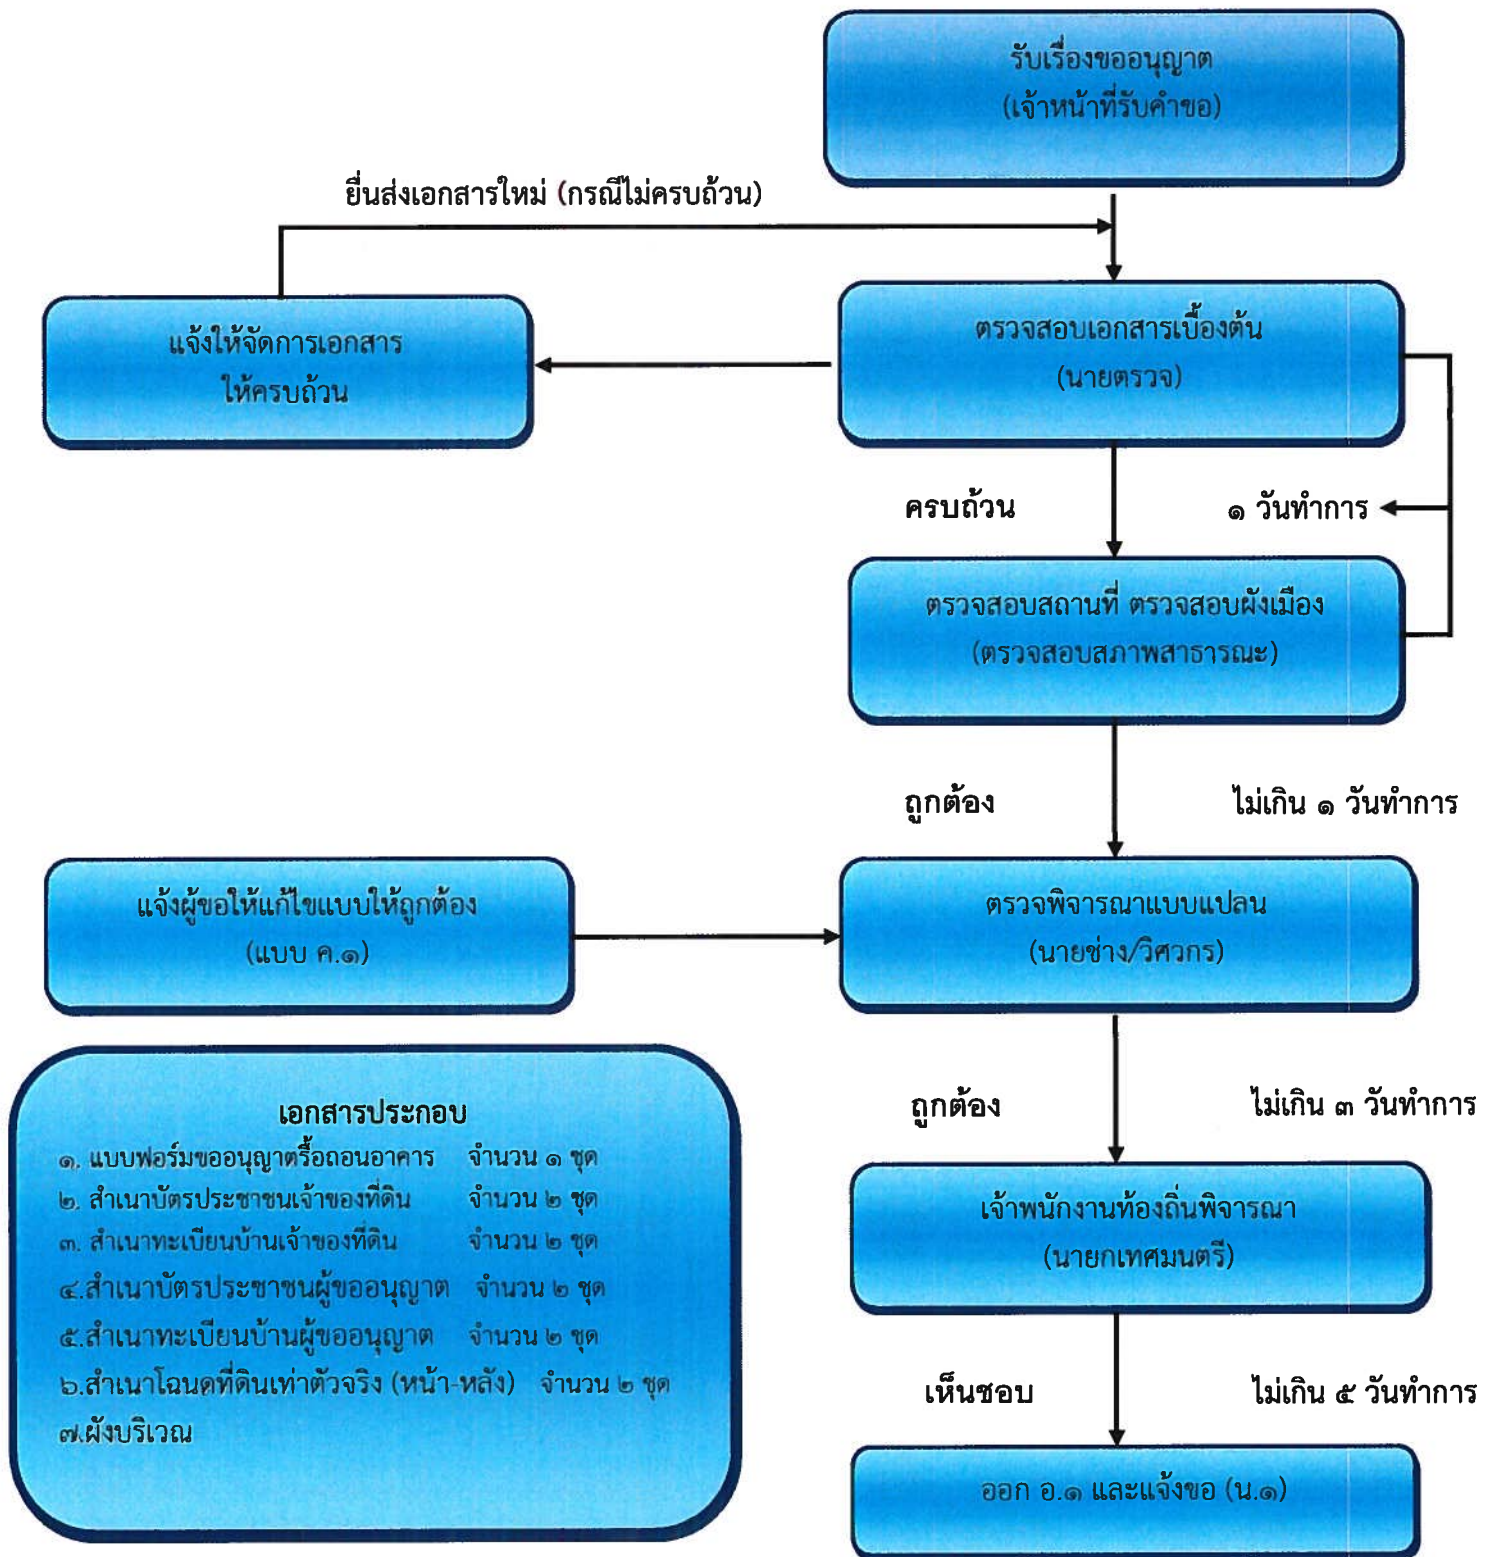 รับเรื่องขออนุญาต
(เจ้าหน้าที่รับคำขอ)
ยื่นส่งเอกสารใหม่ (กรณีไม่ครบถ้วน)
แจ้งให้จัดการเอกสาร
ให้ครบถ้วน
ตรวจสอบเอกสารเบื้องต้น
(นายตรวจ)
ครบถ้วน
๑ วันทำการ
ตรวจสอบสถานที่ ตรวจสอบผังเมือง
(ตรวจสอบสภาพสาธารณะ)
ถูกต้อง
ไม่เกิน ๑ วันทำการ
แจ้งผู้ขอให้แก้ไขแบบให้ถูกต้อง
(แบบ ค.๑)
ตรวจพิจารณาแบบแปลน
(นายช่าง/วิศวกร)
ถูกต้อง
ไม่เกิน ๓ วันทำการ
เอกสารประกอบ
๑. แบบฟอร์มขออนุญาตรื้อถอนอาคาร จำนวน ๑ ชุด
๒. สำเนาบัตรประชาชนเจ้าของที่ดิน จำนวน ๒ ชุด
๓. สำเนาทะเบียนบ้านเจ้าของที่ดิน จำนวน ๒ ชุด
๔.สำเนาบัตรประชาชนผู้ขออนุญาต จำนวน ๒ ชุด
๕.สำเนาทะเบียนบ้านผู้ขออนุญาต จำนวน ๒ ชุด
๖.สำเนาโฉนดที่ดินเท่าตัวจริง (หน้า-หลัง) จำนวน ๒ ชุด
๗.ผังบริเวณ
เจ้าพนักงานท้องถิ่นพิจารณา
(นายกเทศมนตรี)
เห็นชอบ
ไม่เกิน ๕ วันทำการ
ออก อ.๑ และแจ้งขอ (น.๑)